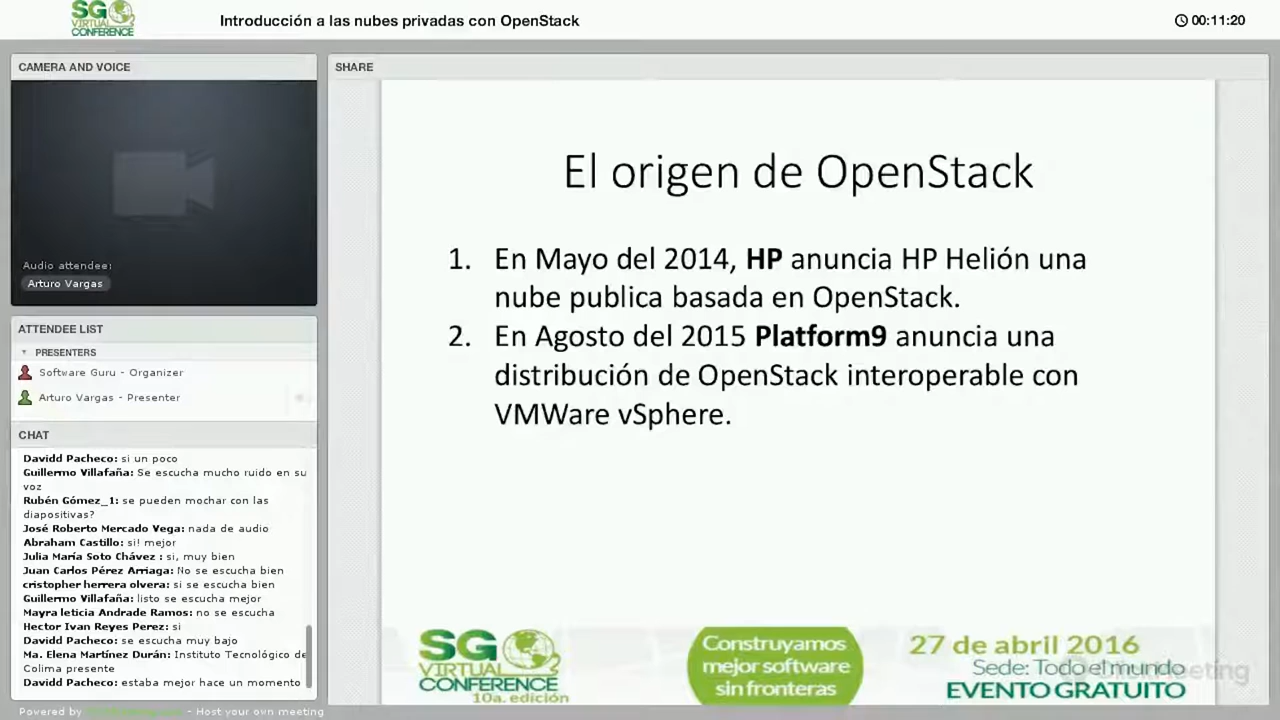 SG
VIRTUAL
CONFERENCE
Introducción a las nubes privadas con OpenStack
00:11:20
CAMERA AND VOICE
Audio attendee:
Arturo Vargas
ATTENDEE LIST
PRESENTERS
Software Guru - Organizer
Arturo Vargas - Presenter
CHAT
Davidd Pacheco: si un poco
Guillermo Villafaña: Se escucha mucho ruido en su
voz
Rubén Gómez_1: se pueden mochar con las
diapositivas?
José Roberto Mercado Vega: nada de audio
Abraham Castillo: si! mejor
Julia María Soto Chávez : si, muy bien
Juan Carlos Pérez Arriaga: No se escucha bien
cristopher herrera olvera: si se escucha bien
Guillermo Villafaña: listo se escucha mejor
Mayra leticia Andrade Ramos: no se escucha
Hector Ivan Reyes Perez: si
Davidd Pacheco: se escucha muy bajo
Ma. Elena Martínez Durán: Instituto Tecnológico de
Colima presente
Davidd Pacheco: estaba mejor hace un momento
Powered by - Host your own meeting
SHARE
El origen de OpenStack
1. En Mayo del 2014, HP anuncia HP Helión una
nube publica basada en OpenStack.
2. En Agosto del 2015 Platform9 anuncia una
distribución de OpenStack interoperable con
VMWare vSphere.
SG
VIRTUAL
CONFERENCE
10a. edición
Construyamos
mejor software
sin fronteras
27 de abril 2016
Sede: Todo el mundo
EVENTO GRATUITO